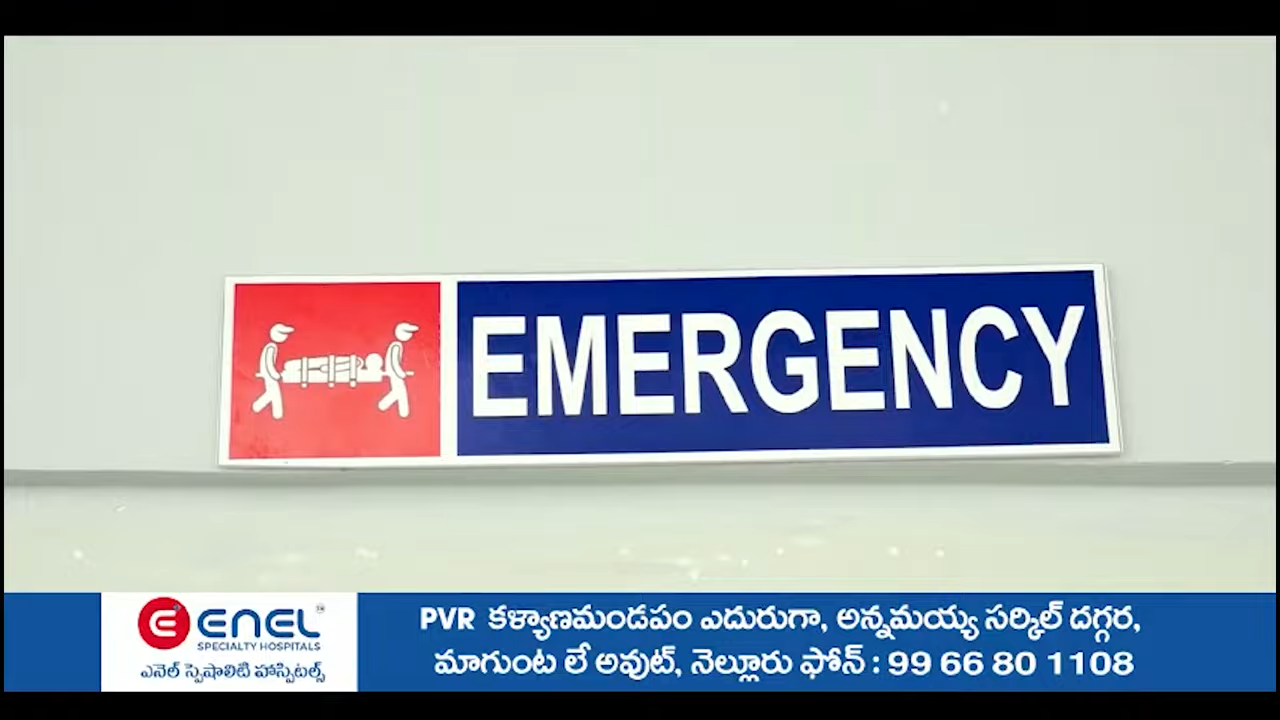 EMERGENCY
ENEL
SPECIALTY HOSPITALS
ఎనెల్ స్పెషాలిటి హాస్పిటల్స్
PVR కళ్యాణమండపం ఎదురుగా, అన్నమయ్య సర్కిల్ దగ్గర,
మాగుంట లే అవుట్, నెల్లూరు ఫోన్ : 99 66 80 1108